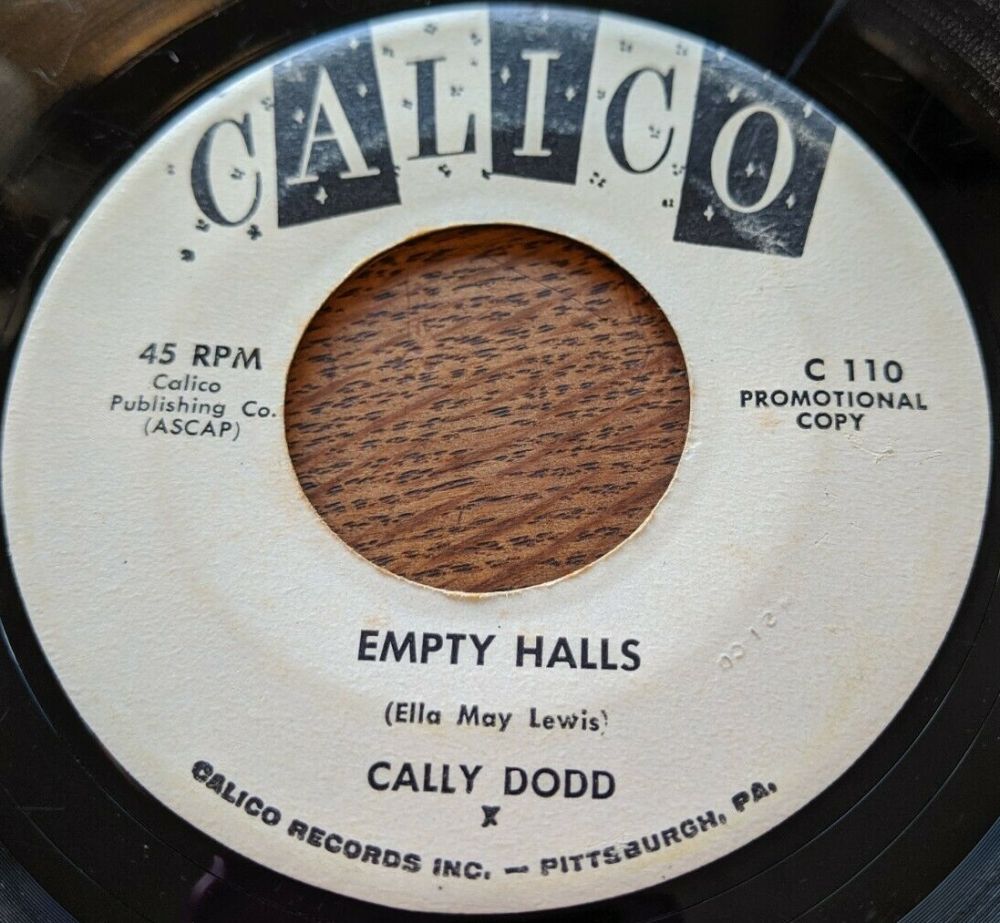 CALICO
45 RPM
Calico
Publishing Co.
(ASCAP)
C 110
PROMOTIONAL
COPY
EMPTY HALLS
(Ella May Lewis)
CALLY DODD
X
CALICO RECORDS INC. — PITTSBURGH, PA.